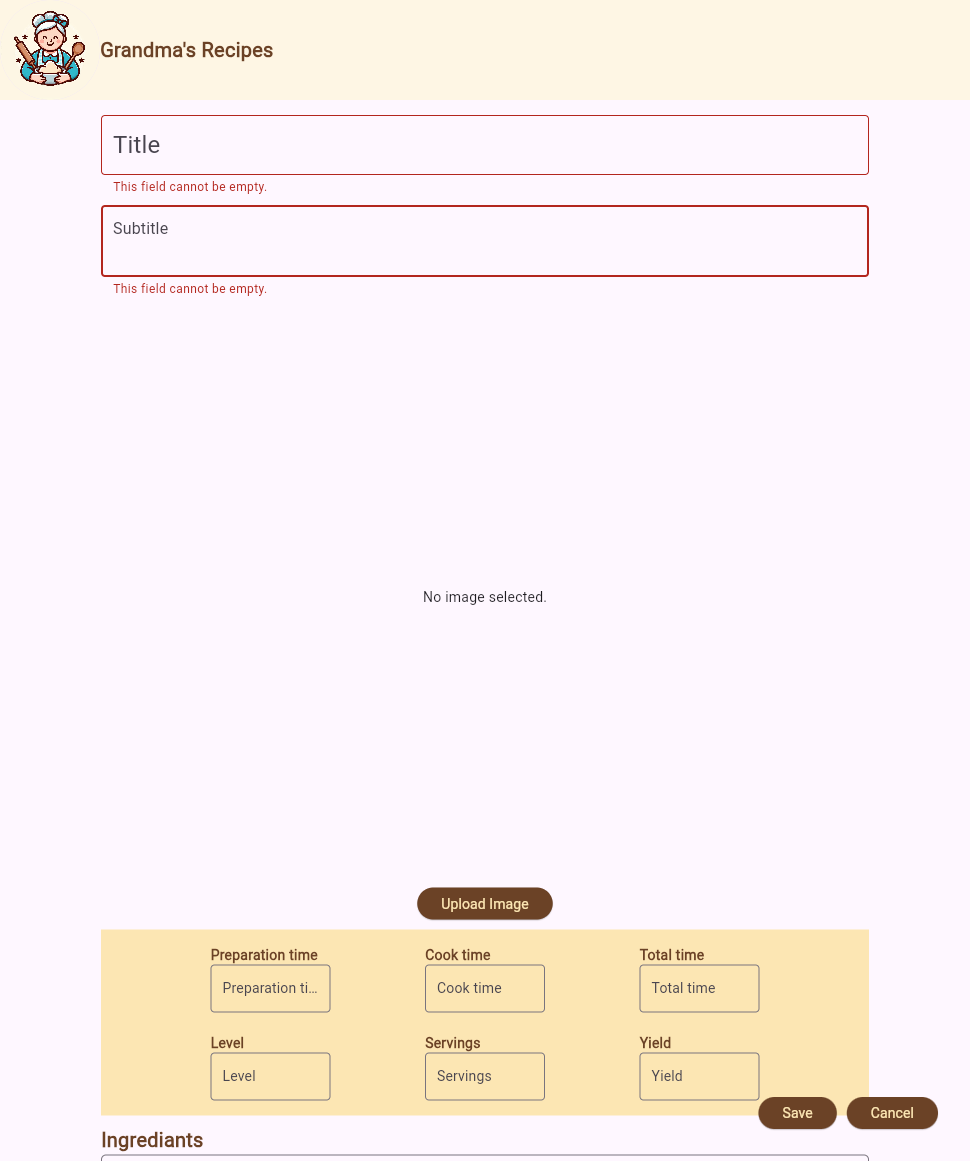 Grandma's Recipes
Title
This field cannot be empty.
Subtitle
This field cannot be empty.
No image selected.
Upload Image
Preparation time Cook time Total time
Preparation ti... Cook time Total time
Level Servings Yield
Level Servings Yield
Save Cancel
Ingrediants